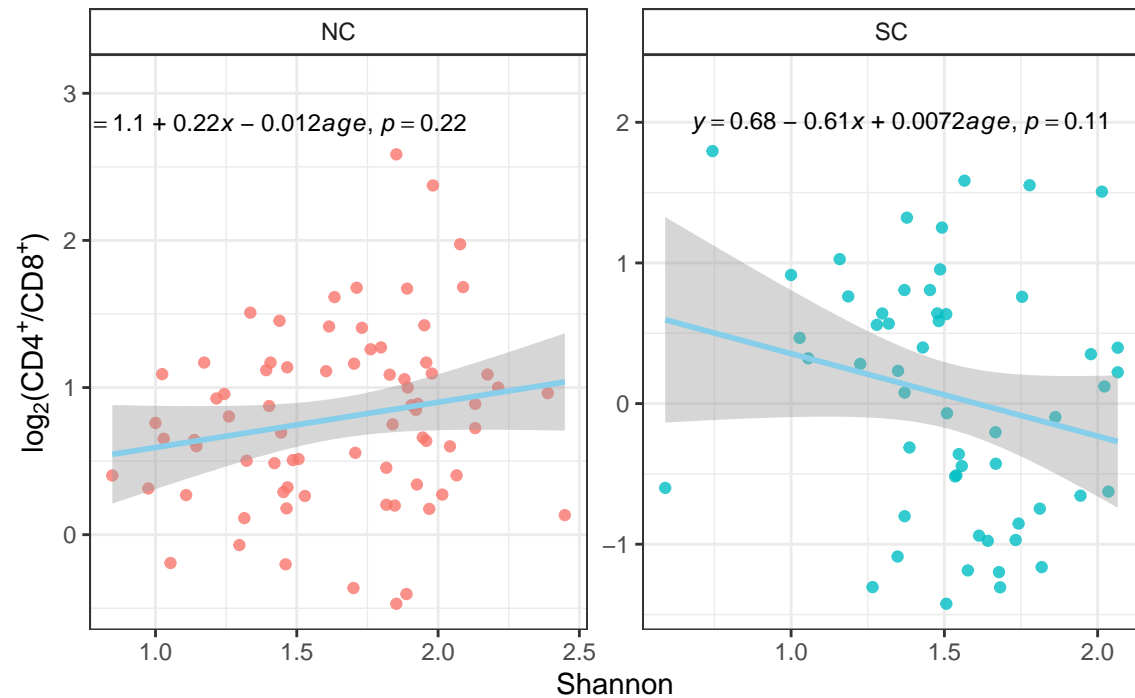 NC
SC
= 1.1 + 0.22x − 0.012age, p = 0.22
y = 0.68 − 0.61x + 0.0072age, p = 0.11
log₂(CD4⁺/CD8⁺)
3
2
1
0
2
1
0
−1
1.0
1.5
2.0
2.5
1.0
1.5
2.0
Shannon